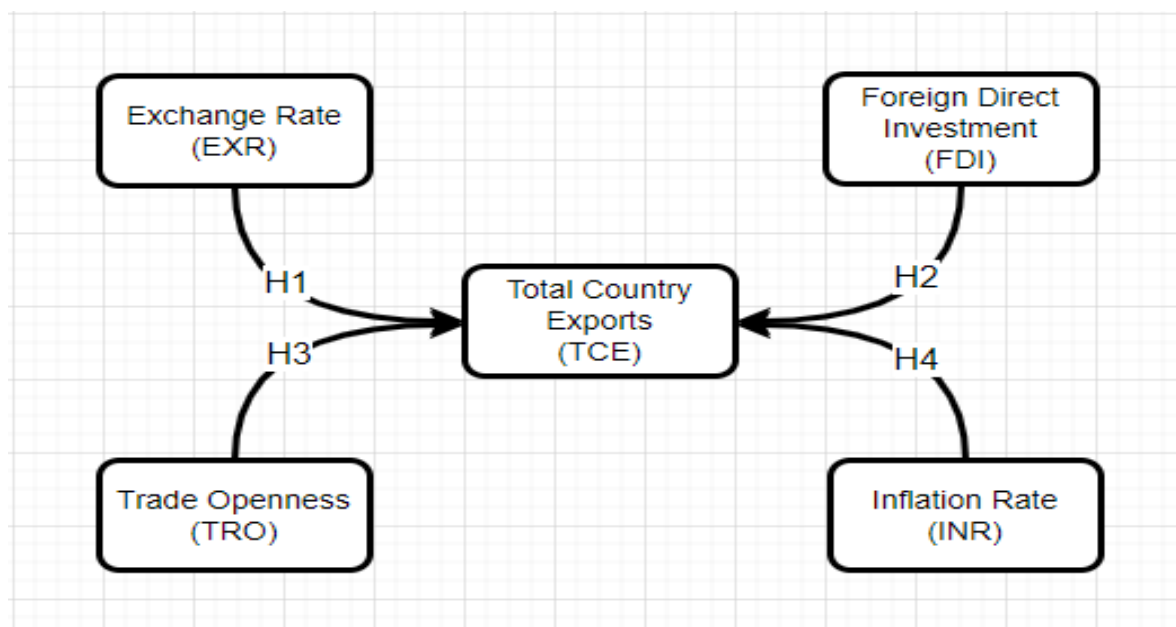 Exchange Rate
(EXR)
Foreign Direct
Investment
(FDI)
H1
H2
Total Country
Exports
(TCE)
H3
H4
Trade Openness
(TRO)
Inflation Rate
(INR)